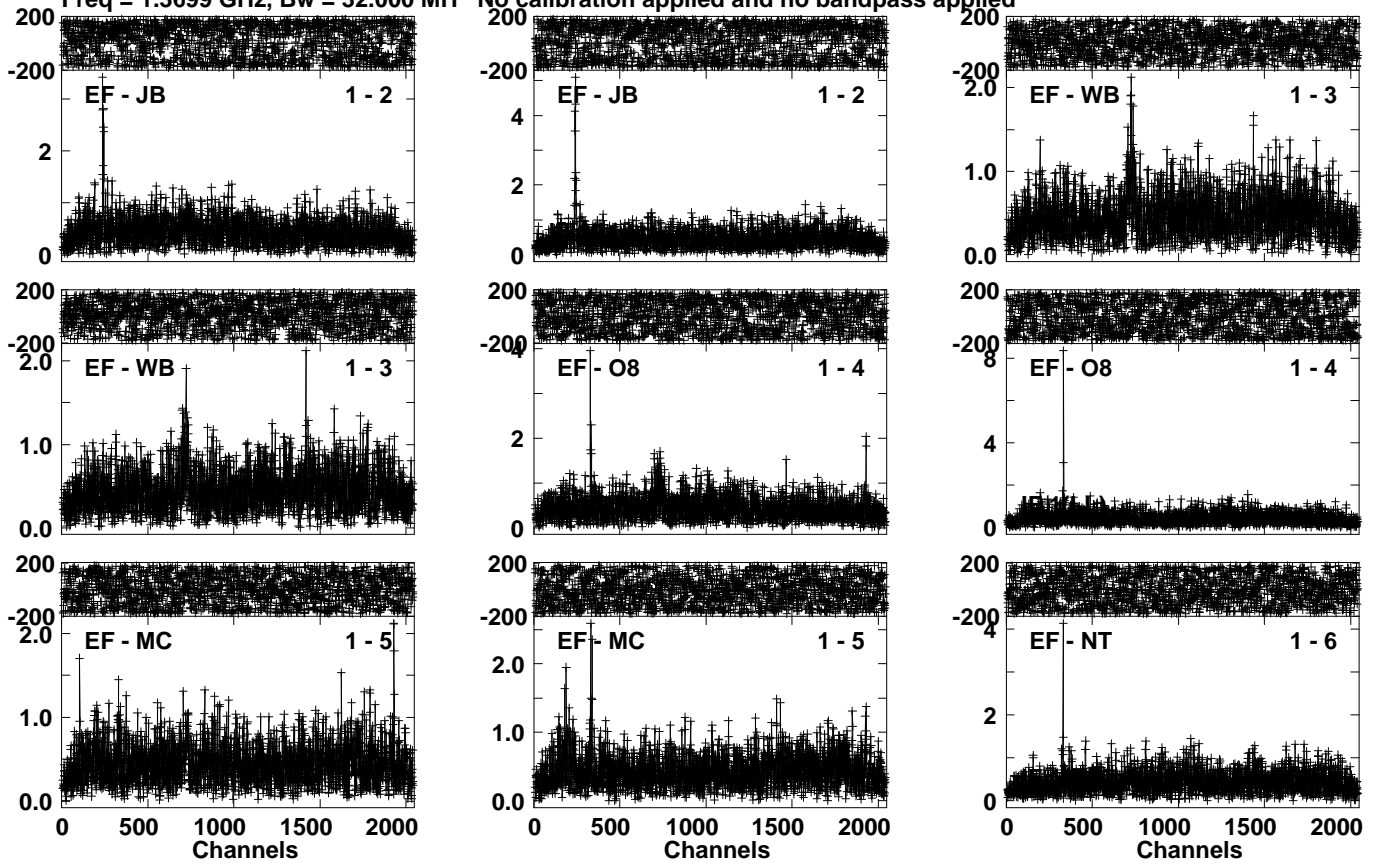 Freq = 1.3699 GHz, Bw = 32.000 MH No calibration applied and no bandpass applied
200 200 200
-200 -200 -200
EF - JB 1 - 2 EF - JB 1 - 2 EF - WB 1 - 3
2 0
4 2 0
2.0 1.0 0.0
200 200 200
-200 -200 -200
EF - WB 1 - 3 EF - O8 1 - 4 EF - O8 1 - 4
2.0 1.0 0.0
4 2 0
8 4 0
200 200 200
-200 -200 -200
EF - MC 1 - 5 EF - MC 1 - 5 EF - NT 1 - 6
2.0 1.0 0.0
2.0 1.0 0.0
4 2 0
0 500 1000 1500 2000 0 500 1000 1500 2000 0 500 1000 1500 2000
Channels Channels Channels